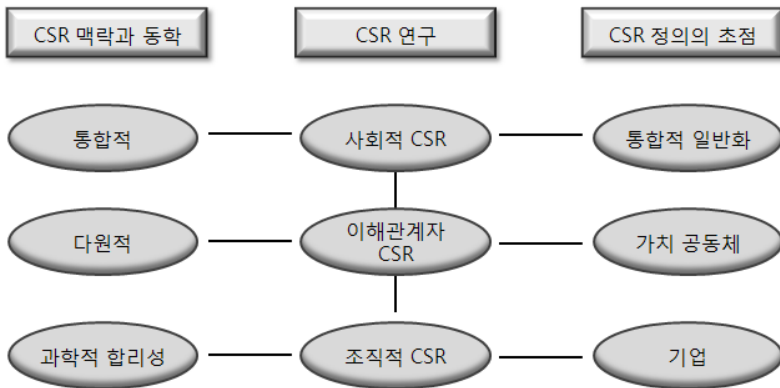 CSR 맥락과 동학
CSR 연구
CSR 정의의 초점
통합적
사회적 CSR
통합적 일반화
다원적
이해관계자
CSR
가치 공동체
과학적 합리성
조직적 CSR
기업